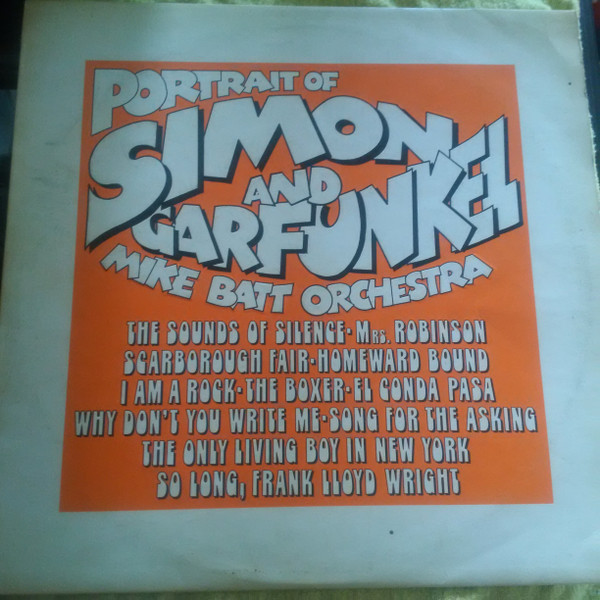 PORTRAIT OF
SIMON
AND
GARFUNKEL
MIKE BATT ORCHESTRA
THE SOUNDS OF SILENCE · MRS. ROBINSON
SCARBOROUGH FAIR · HOMEWARD BOUND
I AM A ROCK · THE BOXER · EL CONDA PASA
WHY DON'T YOU WRITE ME · SONG FOR THE ASKING
THE ONLY LIVING BOY IN NEW YORK
SO LONG, FRANK LLOYD WRIGHT